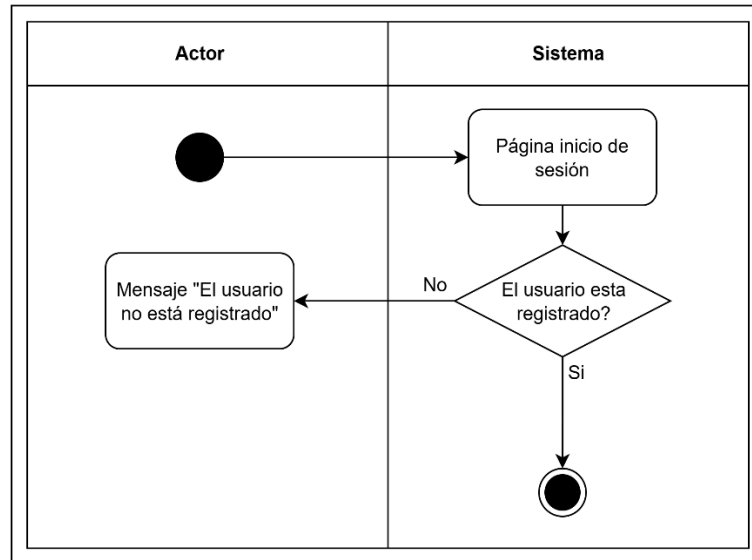 Actor
Sistema
Página inicio de
sesión
Mensaje "El usuario
no está registrado"
No
El usuario esta
registrado?
Si